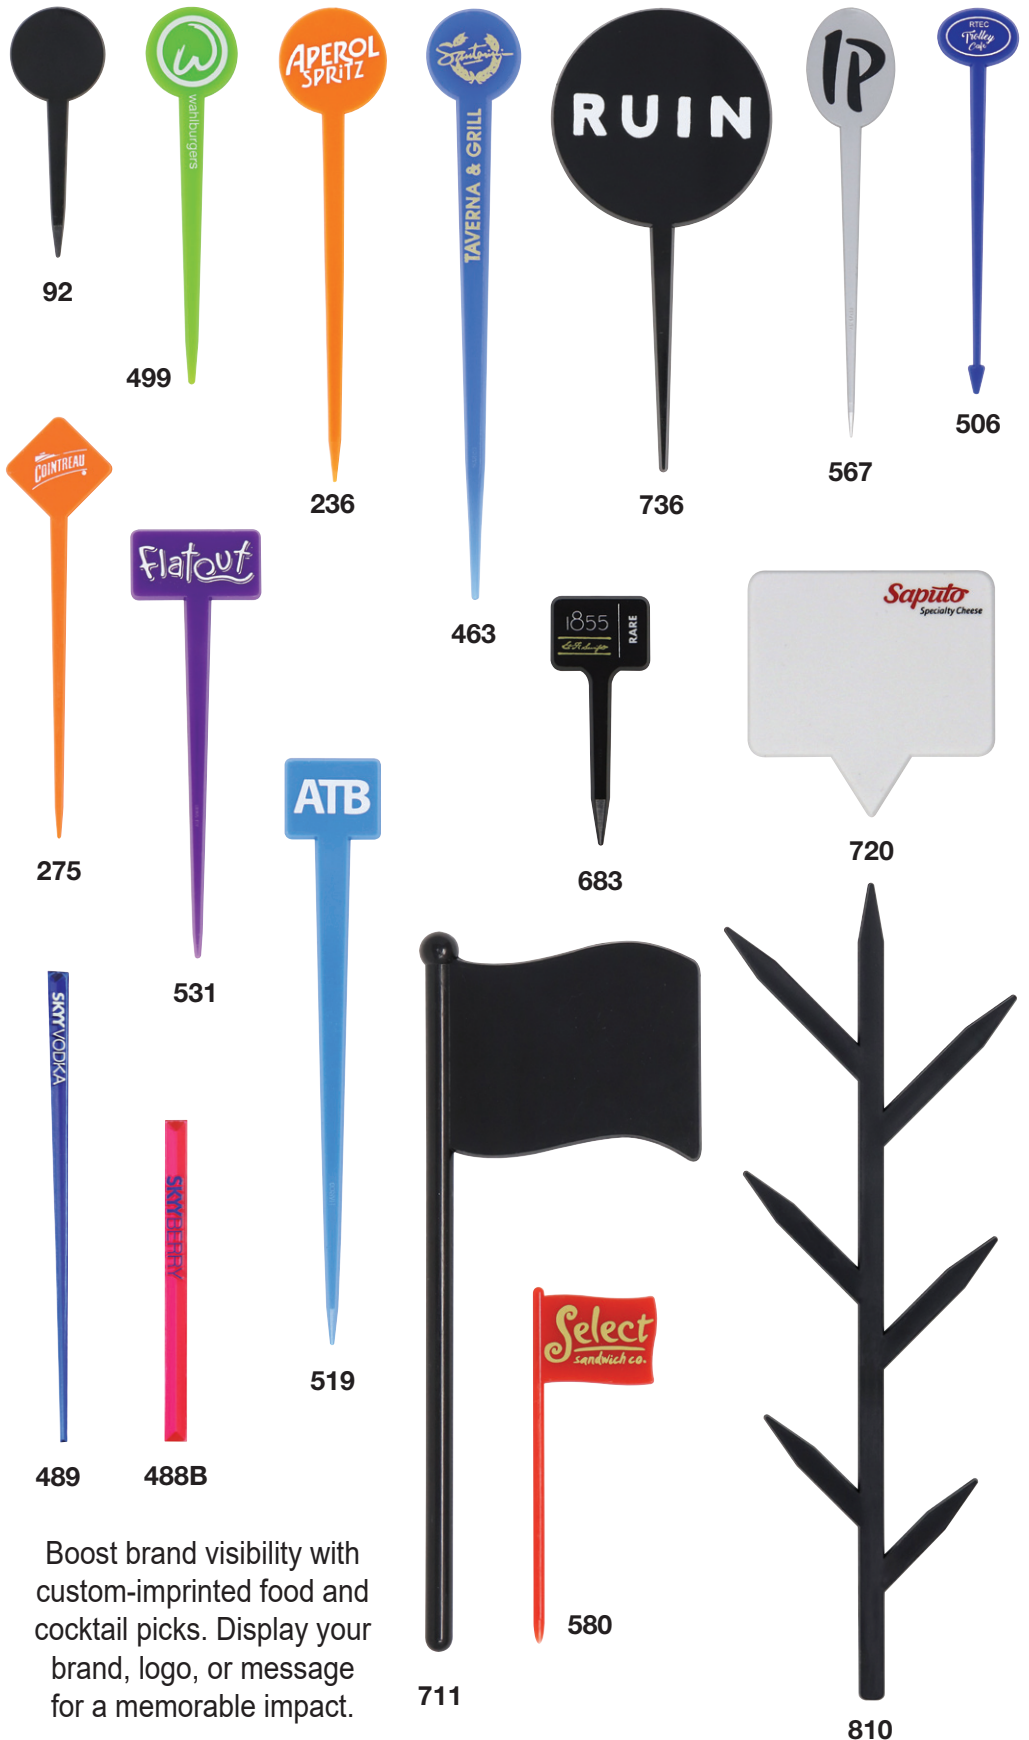 92
wahlburgers
499
APEROL
SPRITZ
236
Santorini
TAVERNA & GRILL
463
RUIN
736
IP
567
RTEC
Trolley
Cafe
506
COINTREAU
275
Flatout
531
ATB
519
1855
RARE
683
Saputo
Specialty Cheese
720
SKYY VODKA
489
SKYYBERRY
488B
711
Select
sandwich co.
580
810
Boost brand visibility with
custom-imprinted food and
cocktail picks. Display your
brand, logo, or message
for a memorable impact.